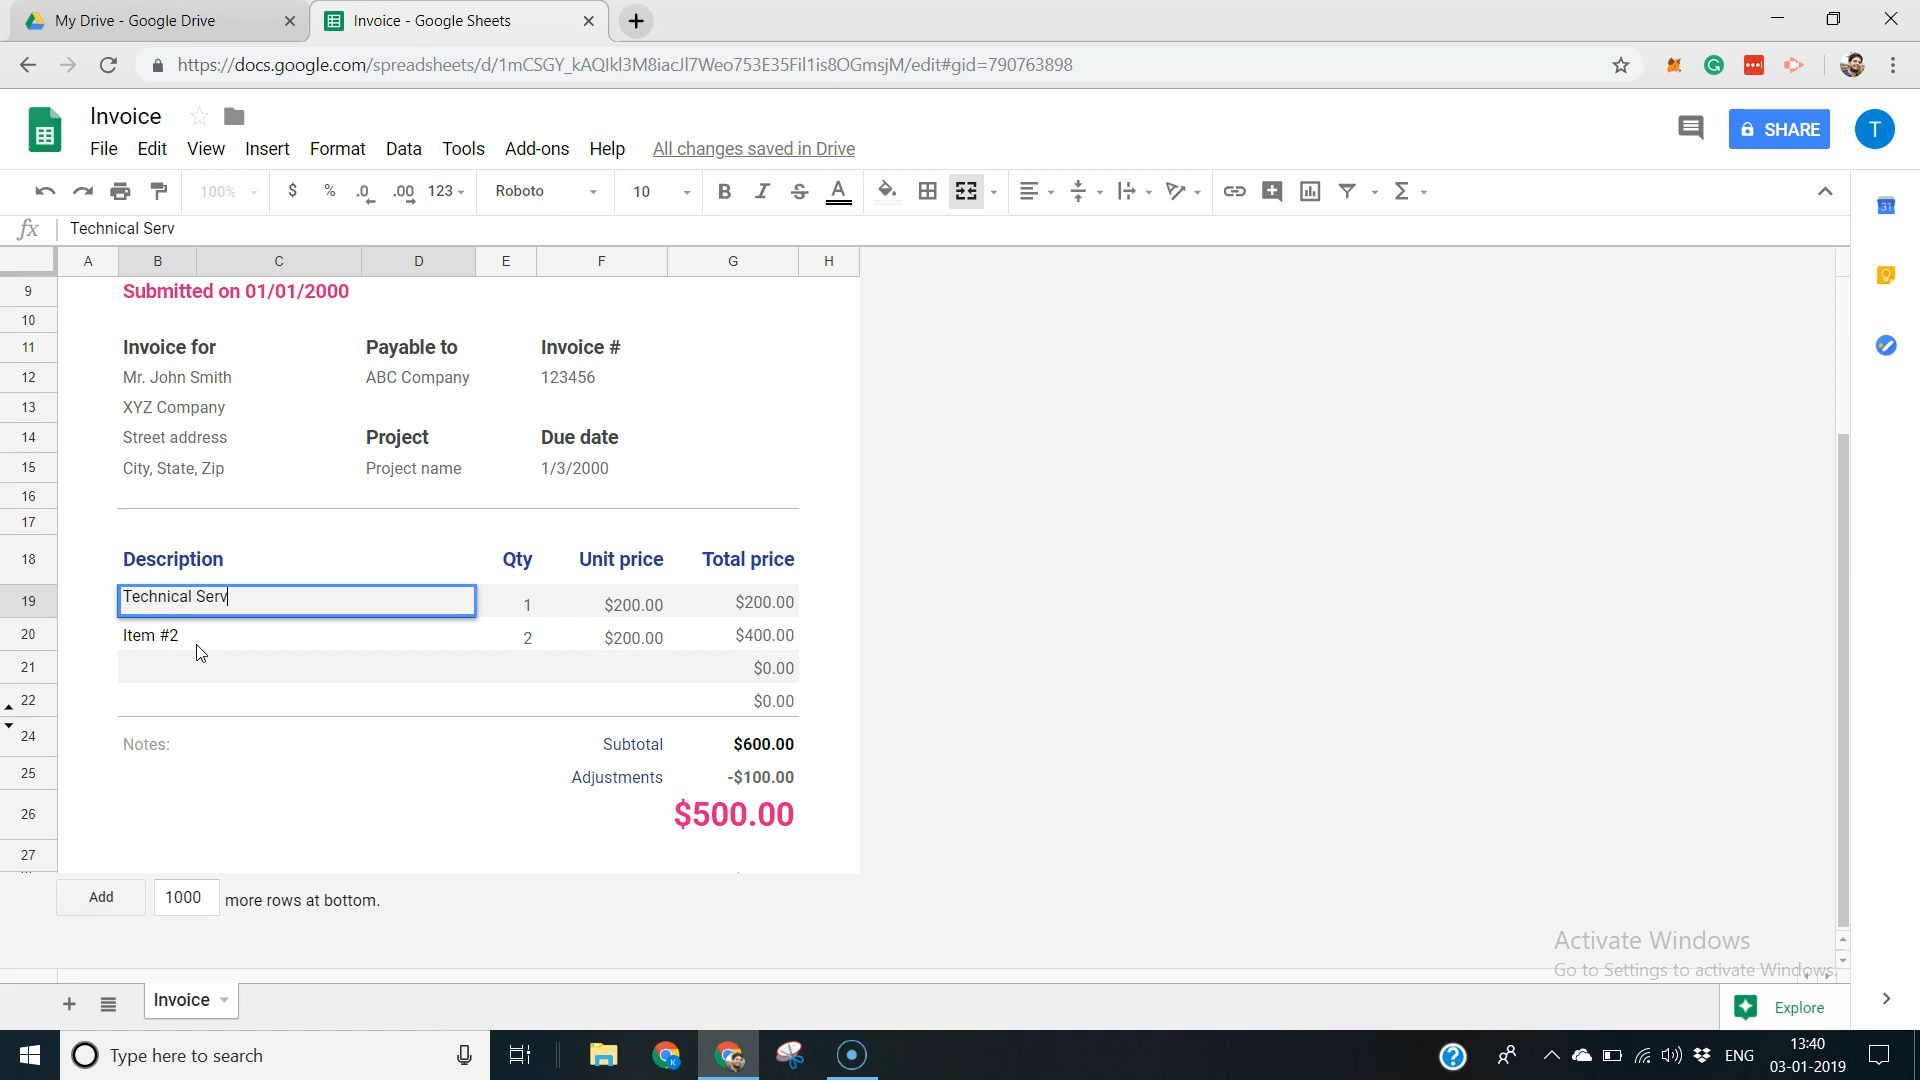 My Drive - Google Drive
Invoice - Google Sheets
https://docs.google.com/spreadsheets/d/1mCSGY_kAQIkl3M8iacJl7Weo753E35Fil1is8OGmsjM/edit#gid=790763898
Invoice
File Edit View Insert Format Data Tools Add-ons Help All changes saved in Drive
SHARE
T
100% $ % .0 .00 123 Roboto 10 B I S A
31
fx Technical Serv
A B C D E F G H
9 Submitted on 01/01/2000
10
11 Invoice for Payable to Invoice #
12 Mr. John Smith ABC Company 123456
13 XYZ Company
14 Street address Project Due date
15 City, State, Zip Project name 1/3/2000
16
17
18 Description Qty Unit price Total price
19 Technical Serv 1 $200.00 $200.00
20 Item #2 2 $200.00 $400.00
21 $0.00
22 $0.00
24 Notes: Subtotal $600.00
25 Adjustments -$100.00
26 $500.00
27
Add 1000 more rows at bottom.
Activate Windows
Go to Settings to activate Windows.
Invoice
Explore
Type here to search
ENG
13:40
03-01-2019